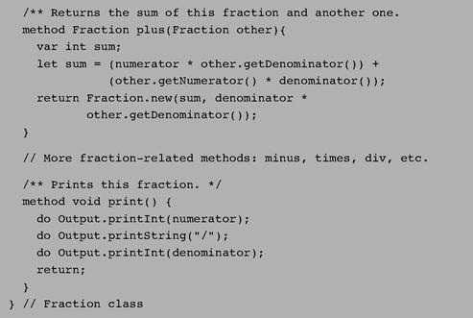 /** Returns the sum of this fraction and another one.
method Fraction plus(Fraction other){
var int sum;
let sum = (numerator * other.getDenominator()) +
(other.getNumerator() * denominator());
return Fraction.new(sum, denominator *
other.getDenominator());
}
// More fraction-related methods: minus, times, div, etc.
/** Prints this fraction. */
method void print() {
do Output.printInt(numerator);
do Output.printString("/");
do Output.printInt(denominator);
return;
}
} // Fraction class